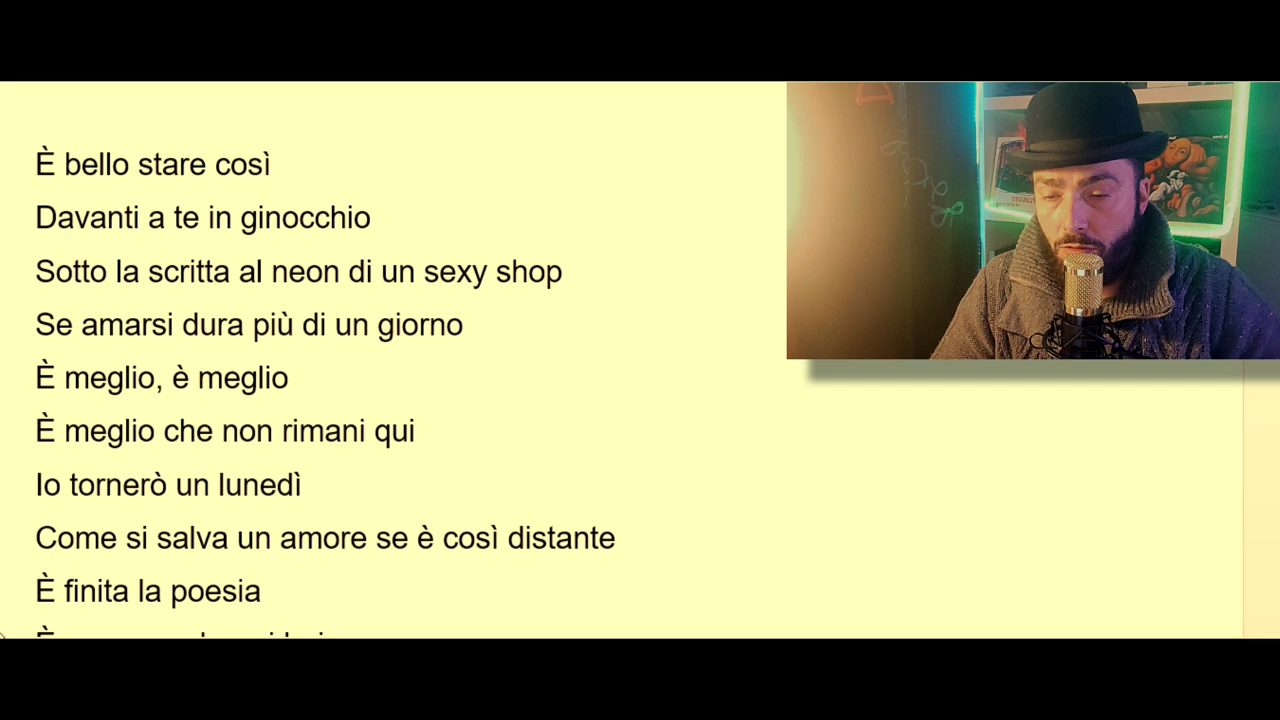 È bello stare così
Davanti a te in ginocchio
Sotto la scritta al neon di un sexy shop
Se amarsi dura più di un giorno
È meglio, è meglio
È meglio che non rimani qui
Io tornerò un lunedì
Come si salva un amore se è così distante
È finita la poesia